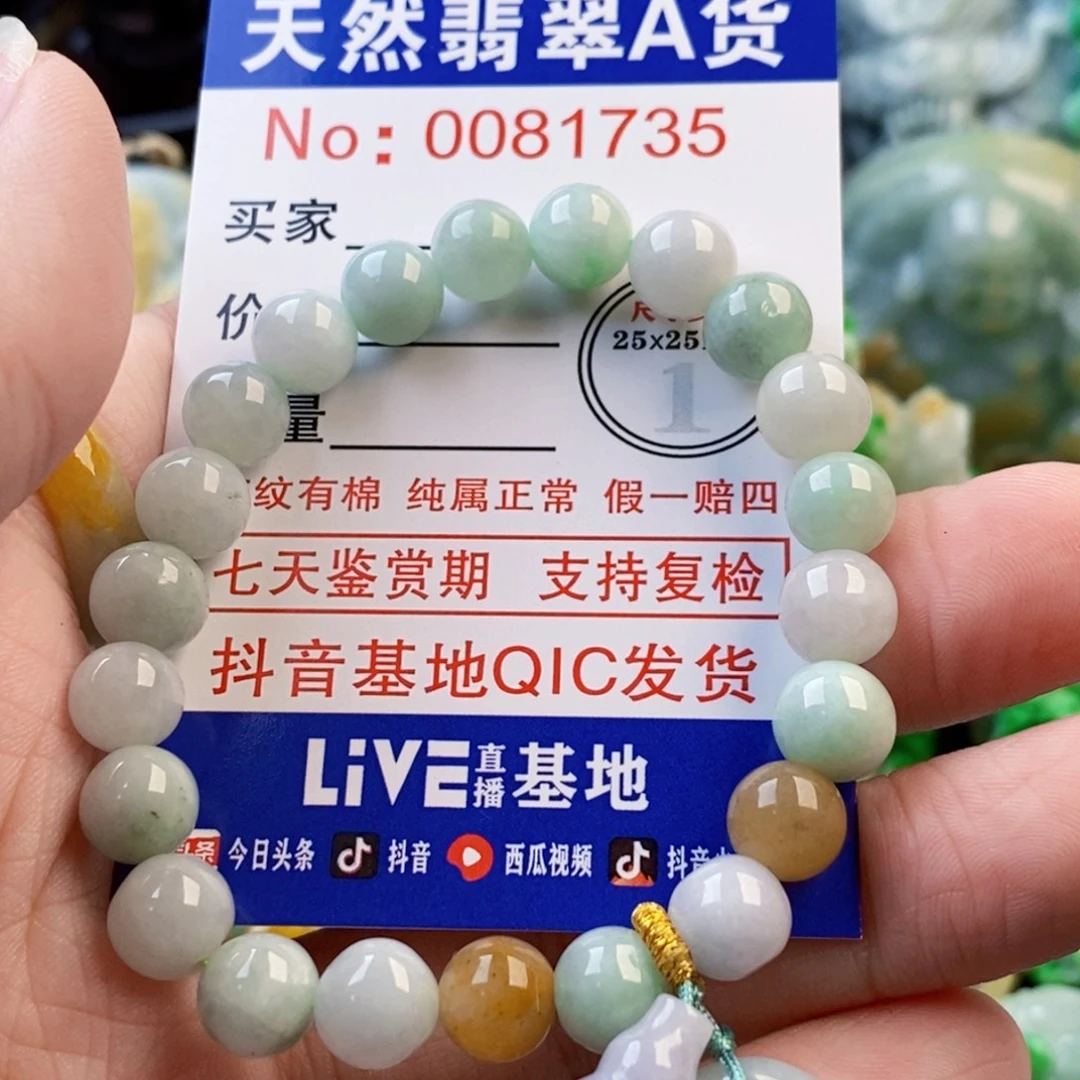 天然翡翠A货
No: 0081735
买家
价
25x25
1
量
纹有棉 纯属正常 假一赔四
七天鉴赏期 支持复检
抖音基地QIC发货
LiVE直播基地
今日头条 抖音 西瓜视频 抖音